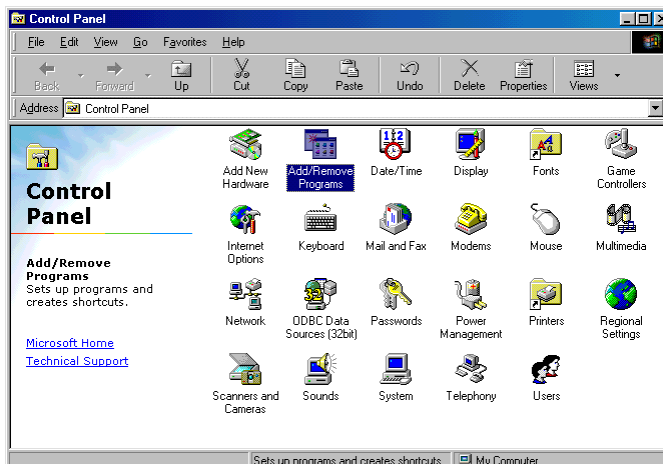 Control Panel
File Edit View Go Favorites Help
Back Forward Up Cut Copy Paste Undo Delete Properties Views
Address Control Panel
Control
Panel
Add/Remove
Programs
Sets up programs and
creates shortcuts.
Microsoft Home
Technical Support
Add New
Hardware
Add/Remove
Programs
Date/Time
Display
Fonts
Game
Controllers
Internet
Options
Keyboard
Mail and Fax
Modems
Mouse
Multimedia
Network
ODBC Data
Sources (32bit)
Passwords
Power
Management
Printers
Regional
Settings
Scanners and
Cameras
Sounds
System
Telephony
Users
Sets up programs and creates shortcuts. My Computer